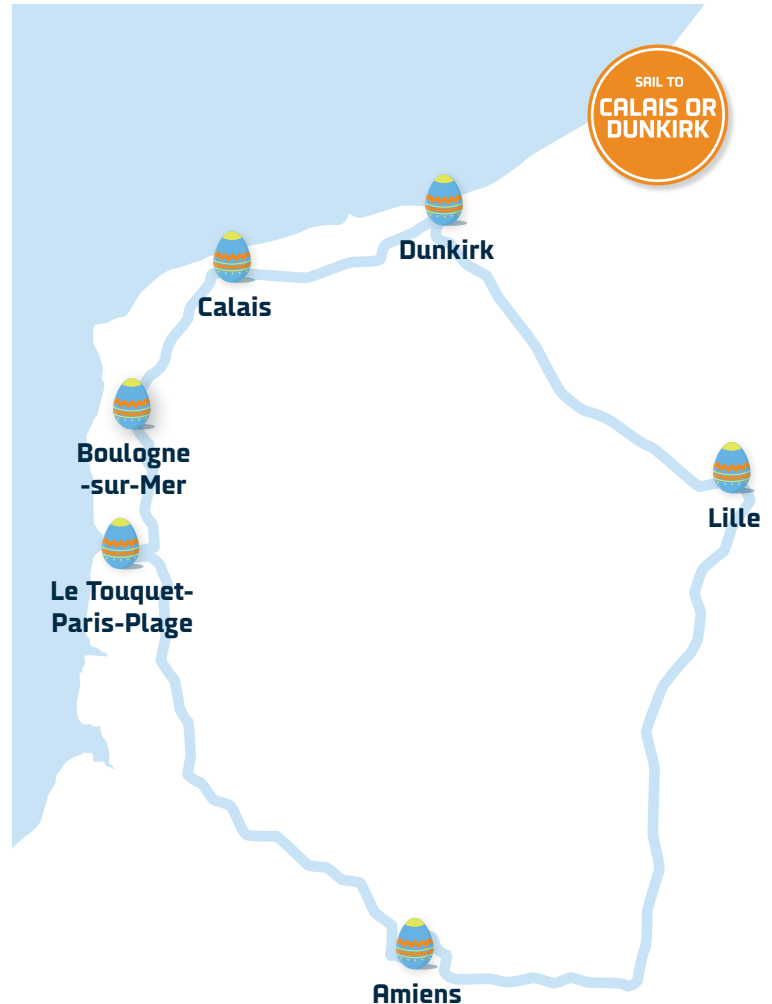 SAIL TO
CALAIS OR
DUNKIRK
Dunkirk
Calais
Boulogne
-sur-Mer
Lille
Le Touquet-
Paris-Plage
Amiens